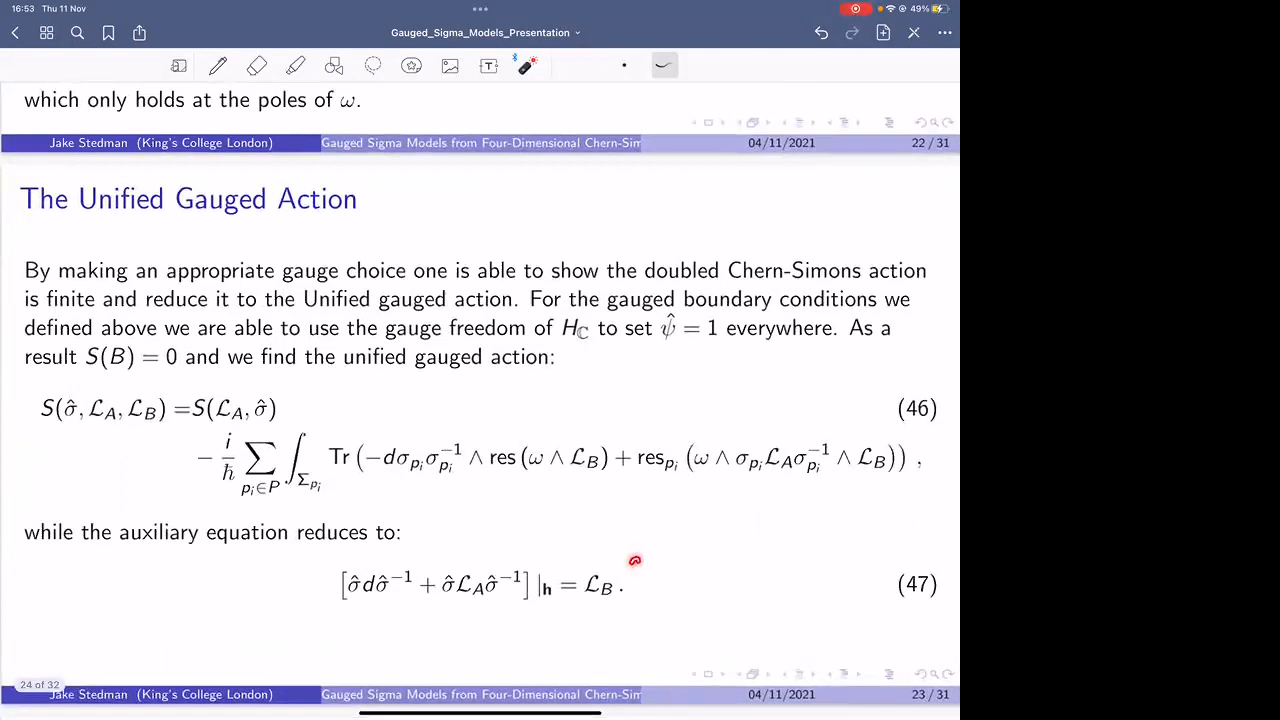 16:53 Thu 11 Nov
49%
Gauged_Sigma_Models_Presentation
which only holds at the poles of ω.
Jake Stedman (King's College London) Gauged Sigma Models from Four-Dimensional Chern-Sim 04/11/2021 22 / 31
The Unified Gauged Action
By making an appropriate gauge choice one is able to show the doubled Chern-Simons action
is finite and reduce it to the Unified gauged action. For the gauged boundary conditions we
defined above we are able to use the gauge freedom of H_ℂ to set ψ̂ = 1 everywhere. As a
result S(B) = 0 and we find the unified gauged action:
S(σ̂, ℒ_A, ℒ_B) =S(ℒ_A, σ̂) (46)
− i/ℏ ∑_{p_i∈P} ∫_{Σ_{p_i}} Tr (−dσ_{p_i}σ_{p_i}^{-1} ∧ res (ω ∧ ℒ_B) + res_{p_i} (ω ∧ σ_{p_i}ℒ_Aσ_{p_i}^{-1} ∧ ℒ_B)) ,
while the auxiliary equation reduces to:
[σ̂dσ̂^{-1} + σ̂ℒ_Aσ̂^{-1}] |_h = ℒ_B . (47)
24 of 32
Jake Stedman (King's College London) Gauged Sigma Models from Four-Dimensional Chern-Sim 04/11/2021 23 / 31